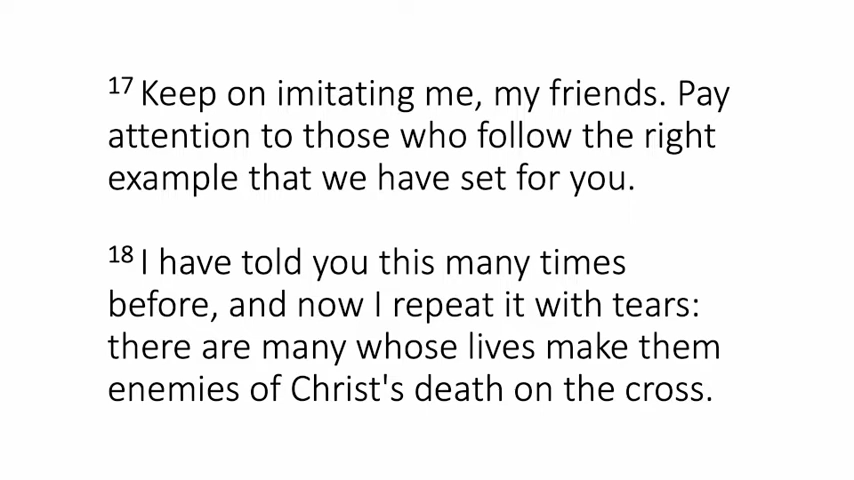 17 Keep on imitating me, my friends. Pay
attention to those who follow the right
example that we have set for you.
18 I have told you this many times
before, and now I repeat it with tears:
there are many whose lives make them
enemies of Christ's death on the cross.